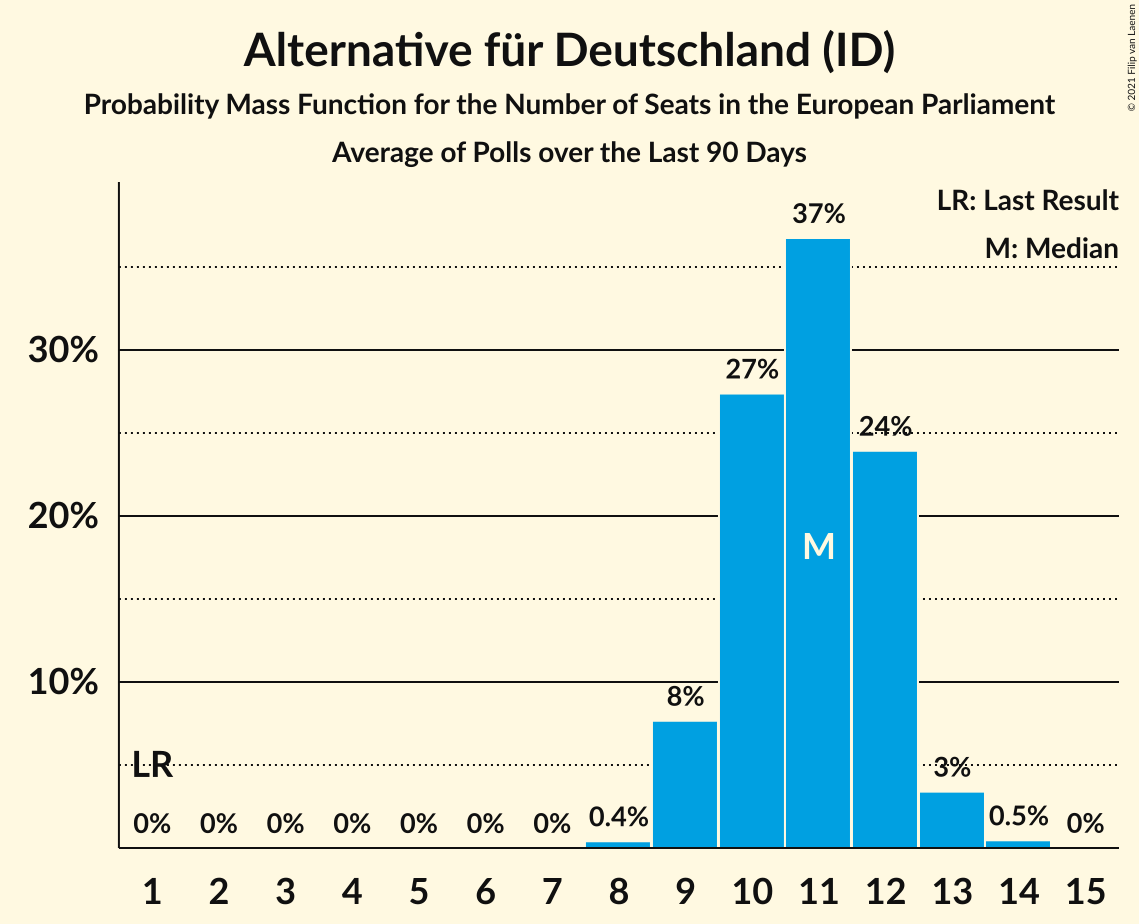 Alternative für Deutschland (ID)
Probability Mass Function for the Number of Seats in the European Parliament
Average of Polls over the Last 90 Days
© 2021 Filip van Laenen
LR: Last Result
M: Median
37%
30%
27%
24%
20%
M
10%
8%
LR
3%
0% 0% 0% 0% 0% 0% 0% 0.4% 0.5% 0%
1 2 3 4 5 6 7 8 9 10 11 12 13 14 15